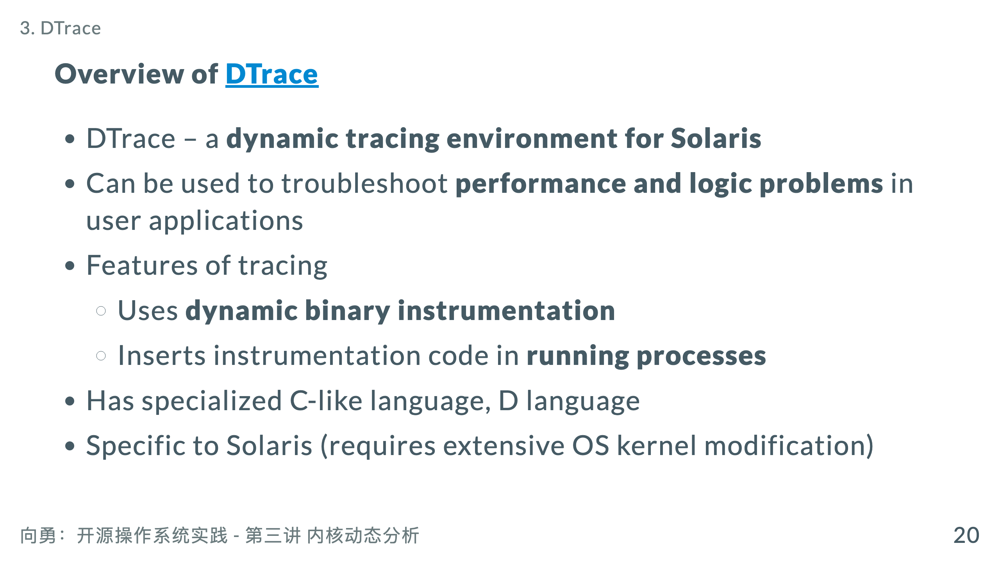 3. DTrace
Overview of DTrace
• DTrace – a dynamic tracing environment for Solaris
• Can be used to troubleshoot performance and logic problems in
user applications
• Features of tracing
○ Uses dynamic binary instrumentation
○ Inserts instrumentation code in running processes
• Has specialized C-like language, D language
• Specific to Solaris (requires extensive OS kernel modification)
向勇：开源操作系统实践 - 第三讲 内核动态分析
20